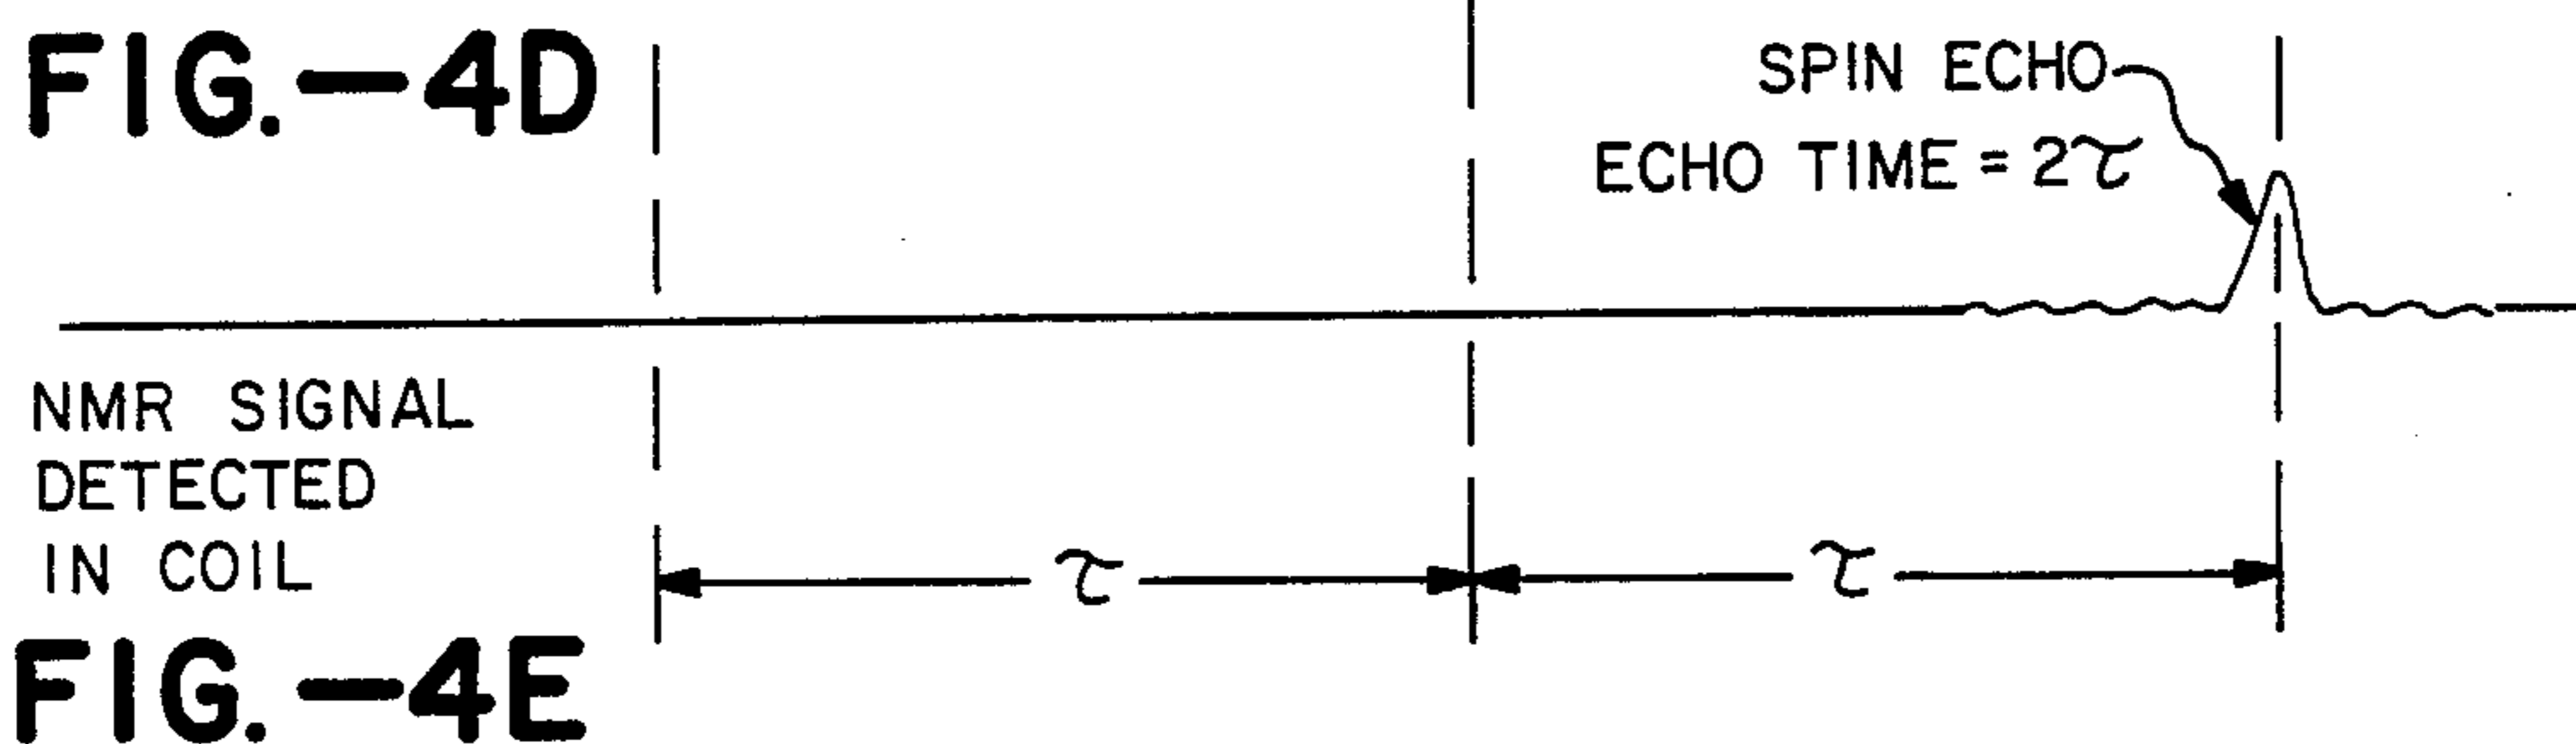 FIG.-4D
SPIN ECHO
ECHO TIME = 2τ
NMR SIGNAL
DETECTED
IN COIL
τ
τ
FIG.-4E